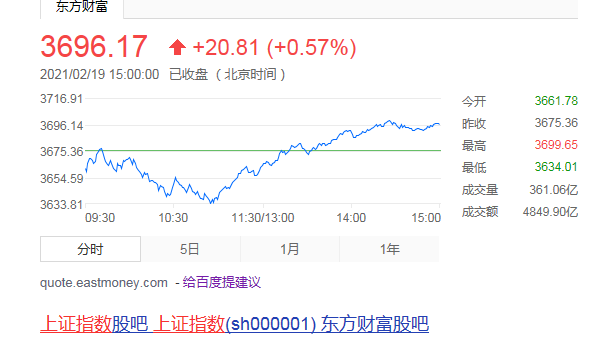 东方财富
3696.17 +20.81 (+0.57%)
2021/02/19 15:00:00 已收盘 (北京时间)
3716.91
3696.14
3675.36
3654.59
3633.81
09:30 10:30 11:30/13:00 14:00 15:00
今开 3661.78
昨收 3675.36
最高 3699.65
最低 3634.01
成交量 361.06亿
成交额 4849.90亿
分时 5日 1月 1年
quote.eastmoney.com - 给百度提建议
上证指数股吧_上证指数(sh000001)_东方财富股吧